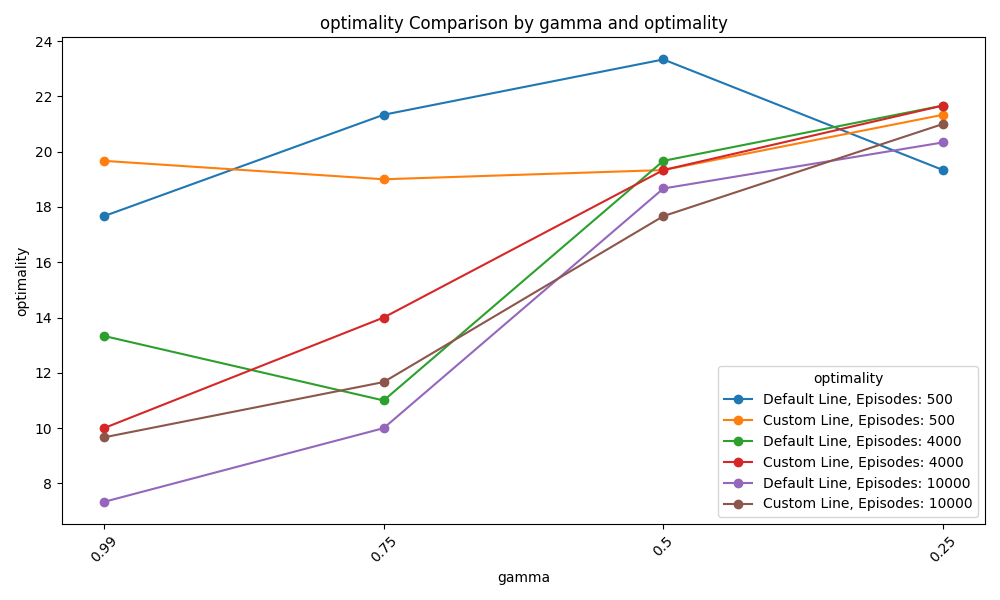 optimality Comparison by gamma and optimality
optimality
24
22
20
18
16
14
12
10
8
0.99
0.75
0.5
0.25
gamma
optimality
Default Line, Episodes: 500
Custom Line, Episodes: 500
Default Line, Episodes: 4000
Custom Line, Episodes: 4000
Default Line, Episodes: 10000
Custom Line, Episodes: 10000